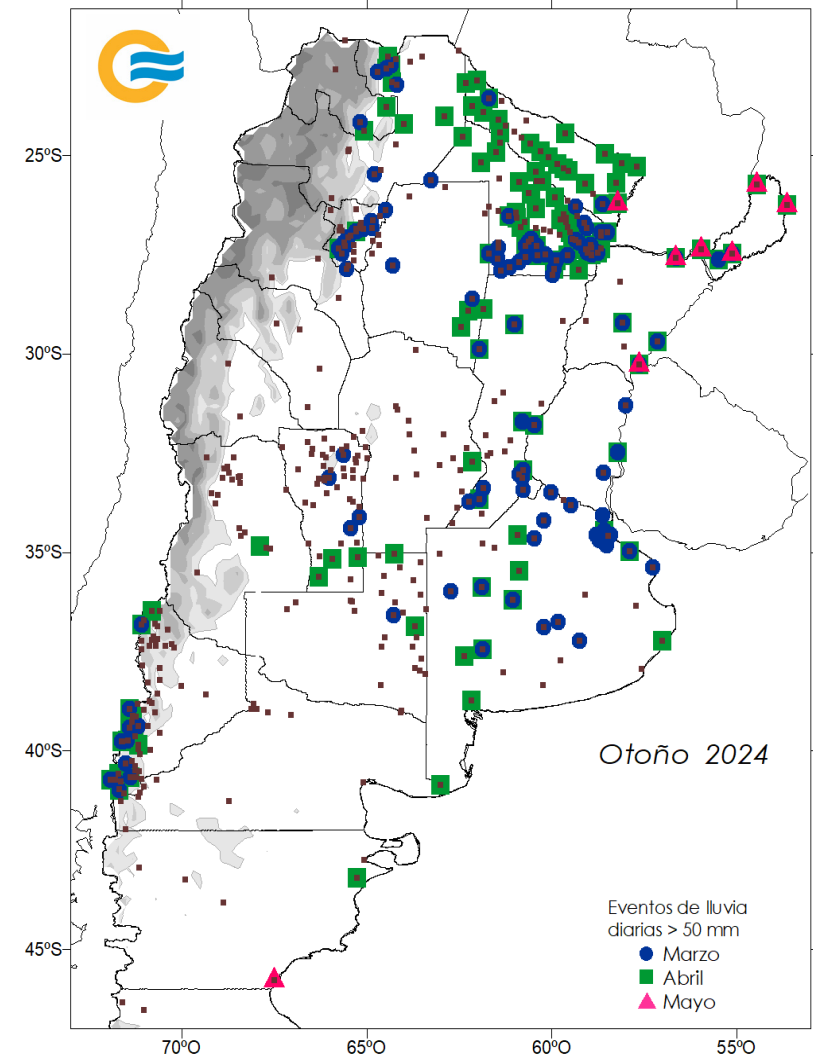 25ºS
30ºS
35ºS
40ºS
Otoño 2024
45ºS
Eventos de lluvia
diarias > 50 mm
Marzo
Abril
Mayo
70ºO
65ºO
60ºO
55ºO